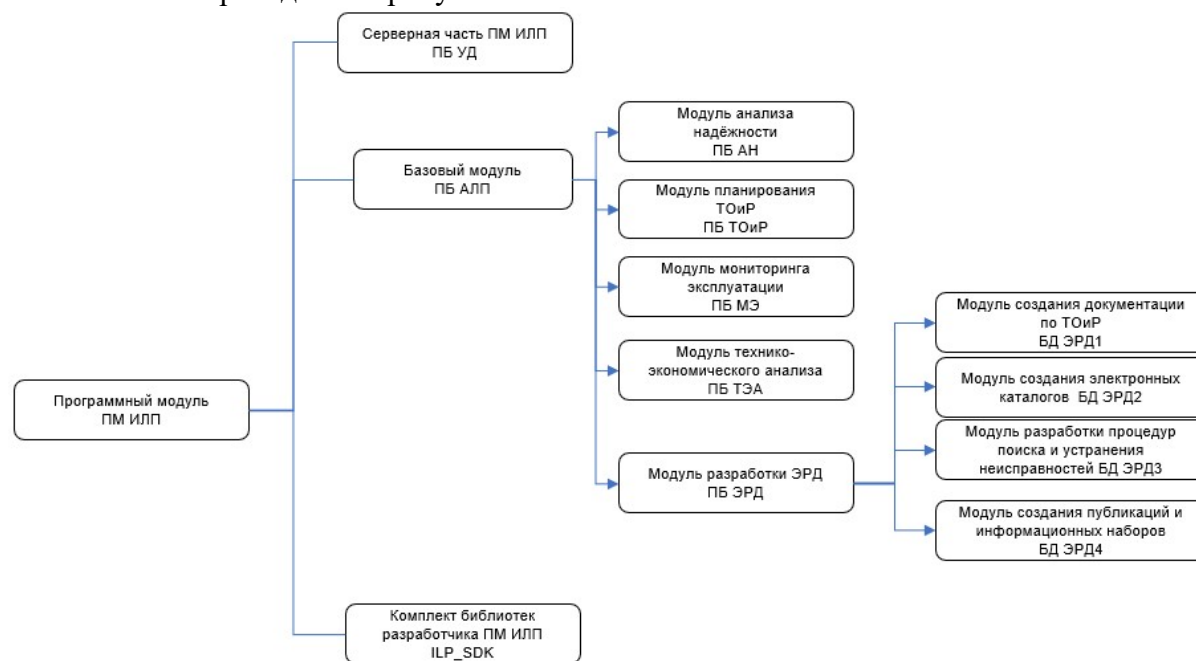 Серверная часть ПМ ИЛП
ПБ УД
Модуль анализа
надёжности
ПБ АН
Базовый модуль
ПБ АЛП
Модуль планирования
ТОиР
ПБ ТОиР
Модуль мониторинга
эксплуатации
ПБ МЭ
Модуль технико-
экономического анализа
ПБ ТЭА
Модуль разработки ЭРД
ПБ ЭРД
Модуль создания документации
по ТОиР
БД ЭРД1
Модуль создания электронных
каталогов БД ЭРД2
Модуль разработки процедур
поиска и устранения
неисправностей БД ЭРД3
Модуль создания публикаций и
информационных наборов
БД ЭРД4
Программный модуль
ПМ ИЛП
Комплект библиотек
разработчика ПМ ИЛП
ILP_SDK